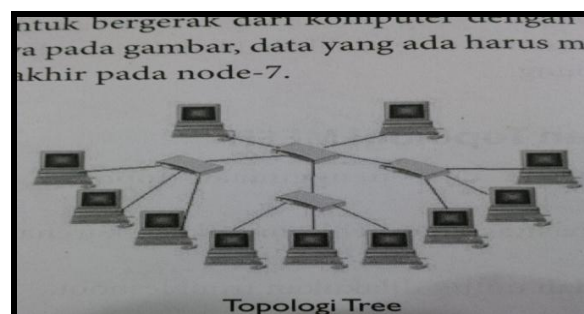 ntuk bergerak dari komputer dengan
ya pada gambar, data yang ada harus m
akhir pada node-7.
Topologi Tree